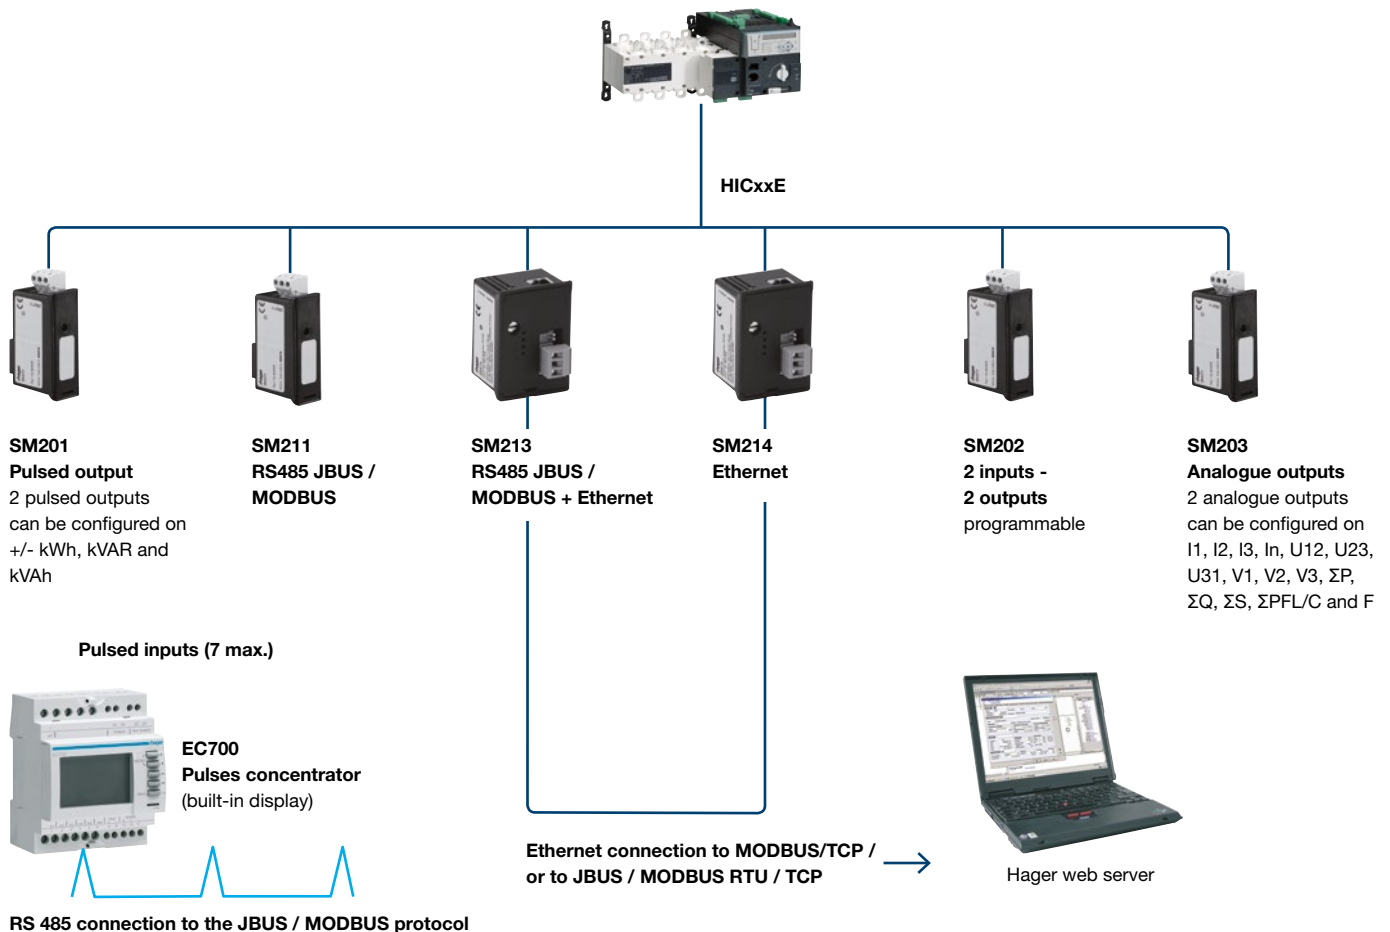 HICxxE
SM201
Pulsed output
2 pulsed outputs
can be configured on
+/- kWh, kVAR and
kVAh
SM211
RS485 JBUS /
MODBUS
SM213
RS485 JBUS /
MODBUS + Ethernet
SM214
Ethernet
SM202
2 inputs -
2 outputs
programmable
SM203
Analogue outputs
2 analogue outputs
can be configured on
I1, I2, I3, In, U12, U23,
U31, V1, V2, V3, ΣP,
ΣQ, ΣS, ΣPFL/C and F
Pulsed inputs (7 max.)
EC700
Pulses concentrator
(built-in display)
Ethernet connection to MODBUS/TCP /
or to JBUS / MODBUS RTU / TCP
Hager web server
RS 485 connection to the JBUS / MODBUS protocol